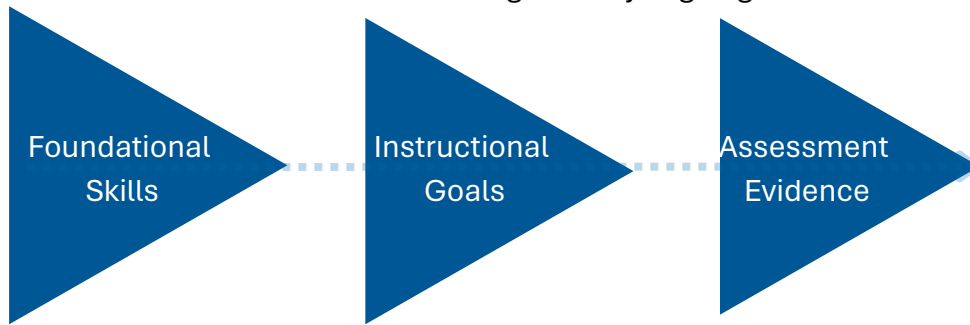 Foundational
Skills
Instructional
Goals
Assessment
Evidence